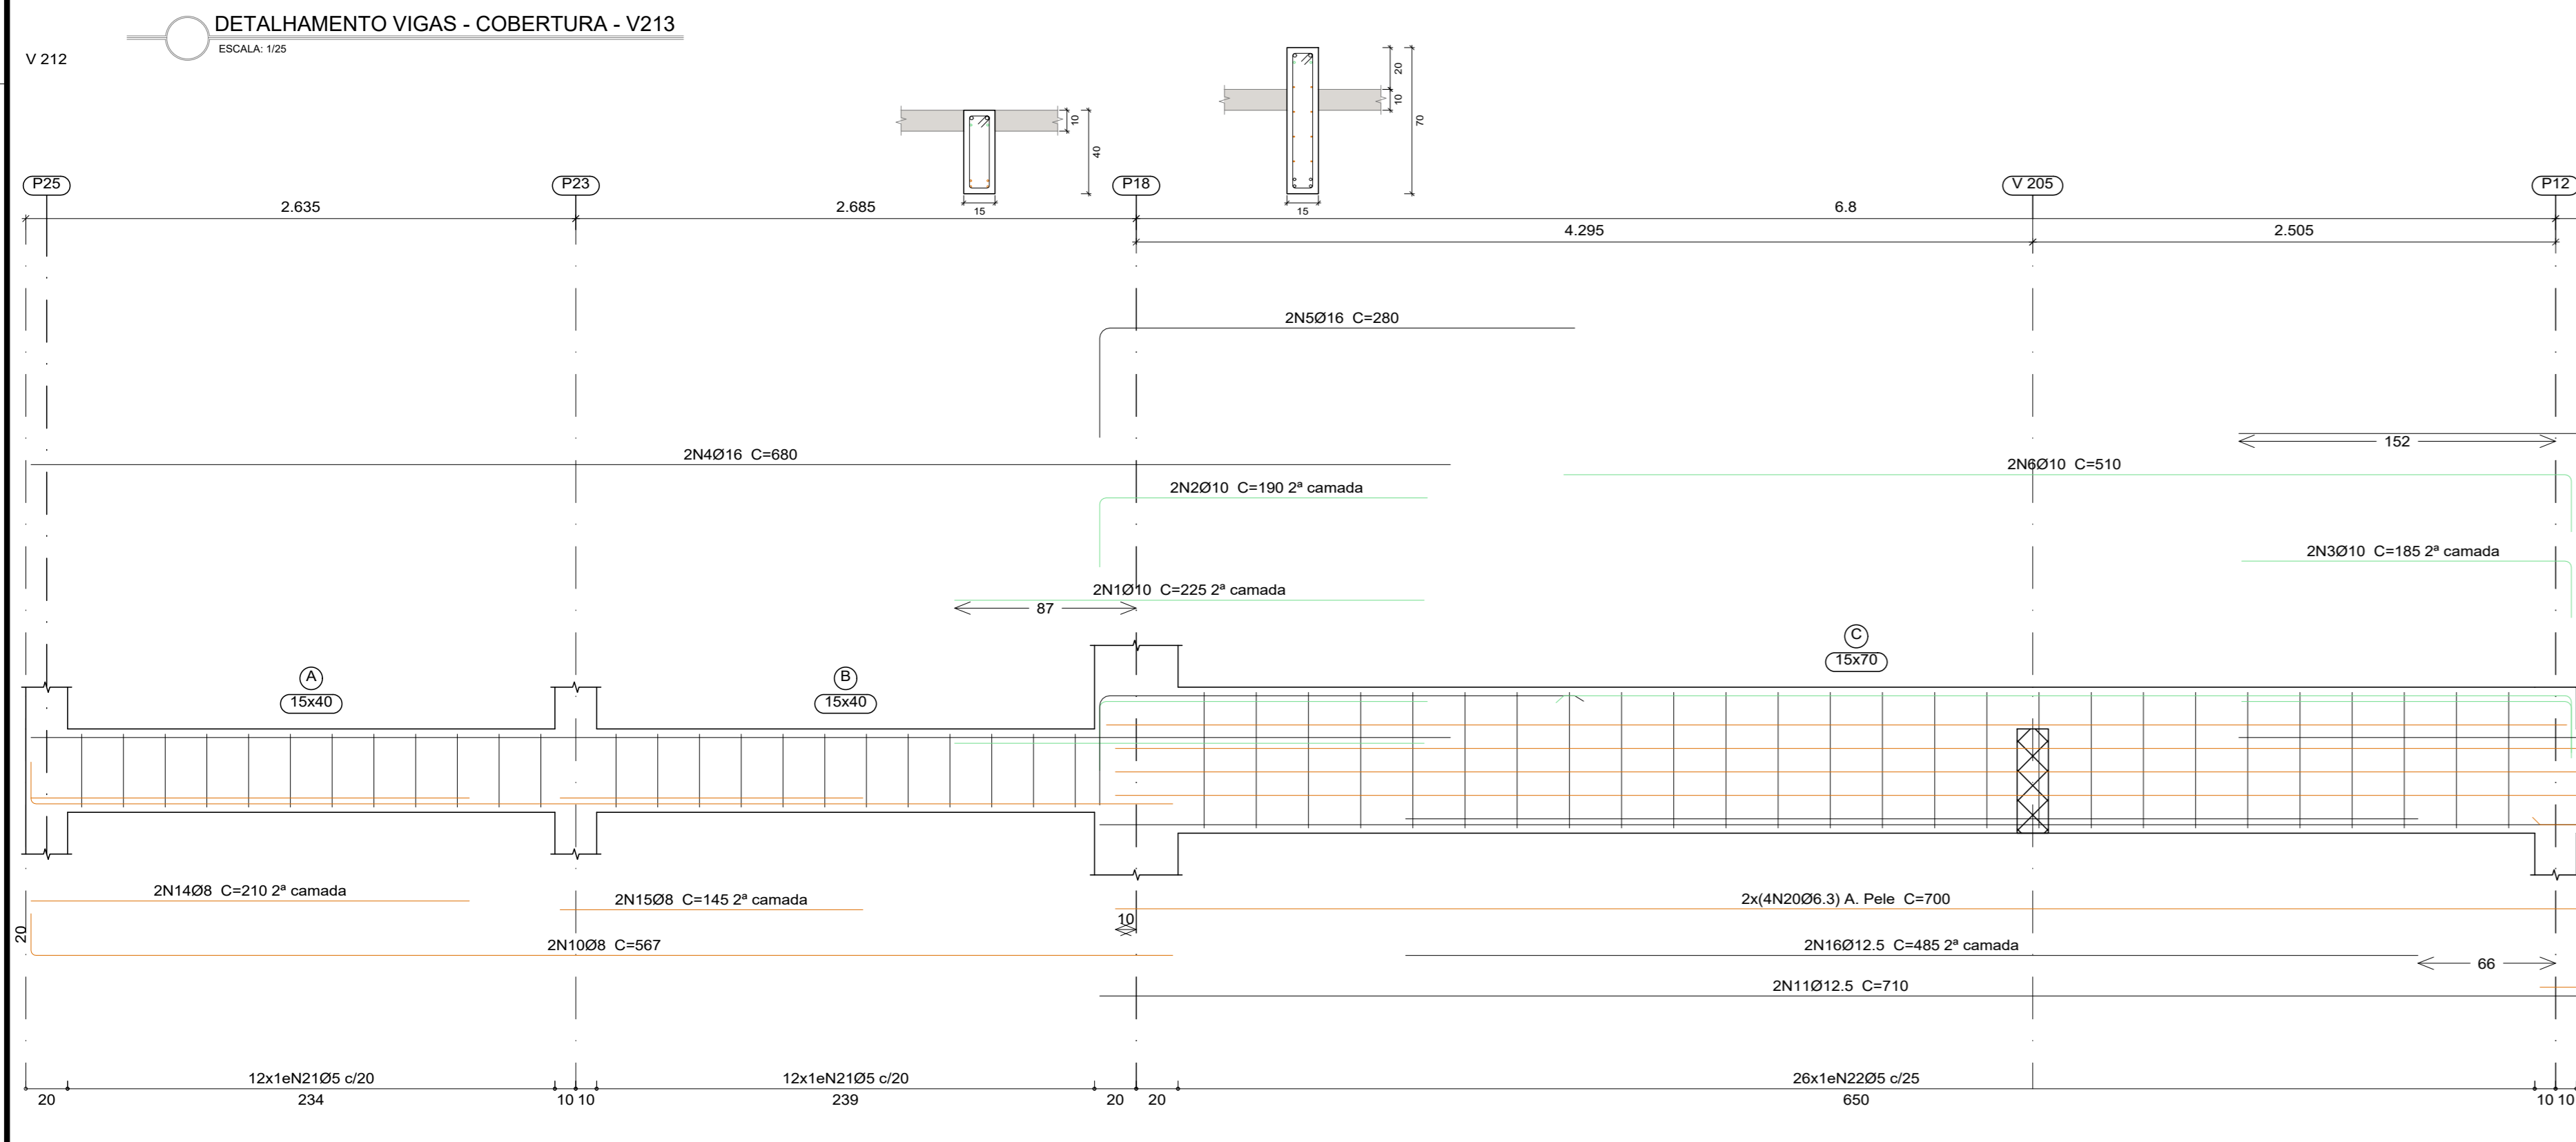 DETALHAMENTO VIGAS - COBERTURA - V213
ESCALA: 1/25
V 212
20
10
70
15
10
40
15
P25
P23
P18
V 205
P12
2.635
2.685
6.8
4.295
2.505
2N5Ø16 C=280
152
2N4Ø16 C=680
2N6Ø10 C=510
2N2Ø10 C=190 2ª camada
2N3Ø10 C=185 2ª camada
2N1Ø10 C=225 2ª camada
87
A
15x40
B
15x40
C
15x70
2N14Ø8 C=210 2ª camada
2N15Ø8 C=145 2ª camada
2x(4N20Ø6.3) A. Pele C=700
10
20
2N10Ø8 C=567
2N16Ø12.5 C=485 2ª camada
66
2N11Ø12.5 C=710
12x1eN21Ø5 c/20
12x1eN21Ø5 c/20
26x1eN22Ø5 c/25
20
234
10 10
239
20
20
650
10 10